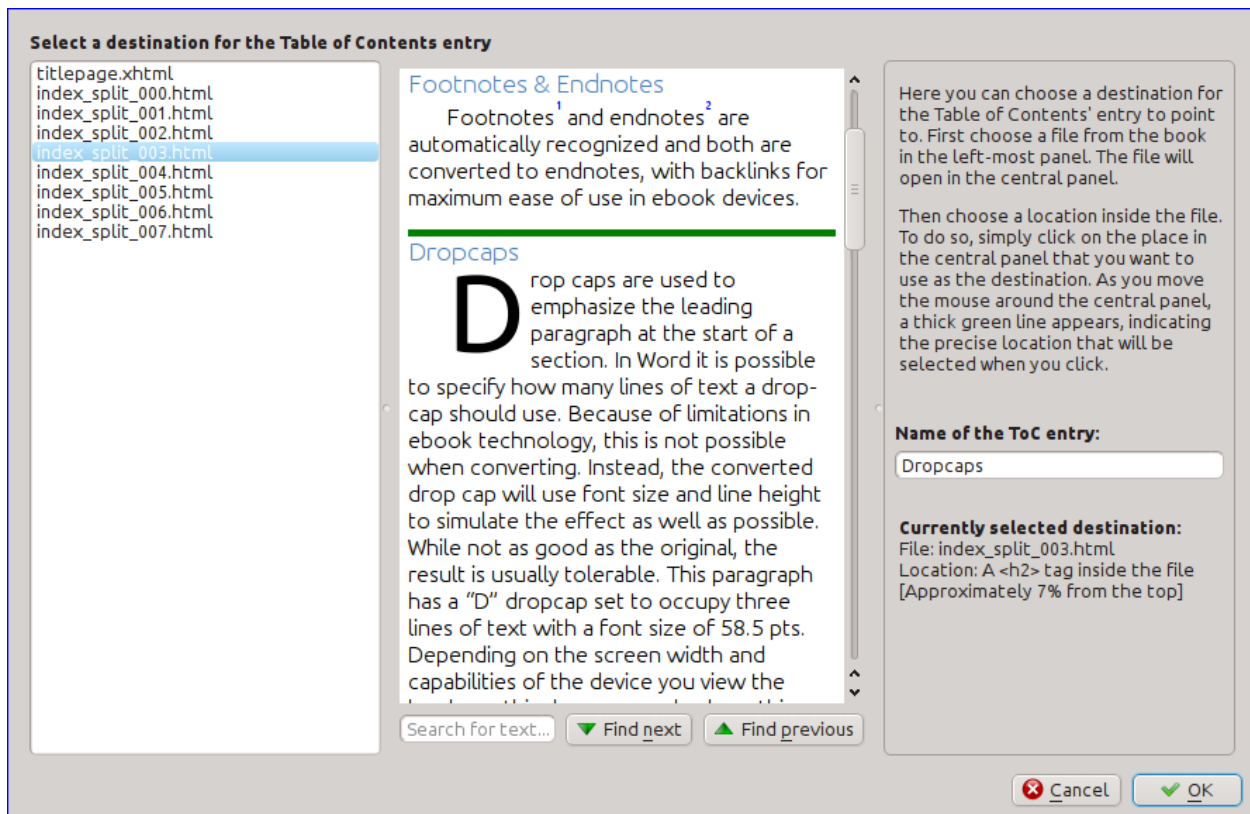 Select a destination for the Table of Contents entry
titlepage.xhtml
index_split_000.html
index_split_001.html
index_split_002.html
index_split_003.html
index_split_004.html
index_split_005.html
index_split_006.html
index_split_007.html
Footnotes & Endnotes
Footnotes1 and endnotes2 are
automatically recognized and both are
converted to endnotes, with backlinks for
maximum ease of use in ebook devices.
Dropcaps
Drop caps are used to
emphasize the leading
paragraph at the start of a
section. In Word it is possible
to specify how many lines of text a drop-
cap should use. Because of limitations in
ebook technology, this is not possible
when converting. Instead, the converted
drop cap will use font size and line height
to simulate the effect as well as possible.
While not as good as the original, the
result is usually tolerable. This paragraph
has a “D” dropcap set to occupy three
lines of text with a font size of 58.5 pts.
Depending on the screen width and
capabilities of the device you view the
Search for text...
Find next
Find previous
Here you can choose a destination for
the Table of Contents' entry to point
to. First choose a file from the book
in the left-most panel. The file will
open in the central panel.
Then choose a location inside the file.
To do so, simply click on the place in
the central panel that you want to
use as the destination. As you move
the mouse around the central panel,
a thick green line appears, indicating
the precise location that will be
selected when you click.
Name of the ToC entry:
Dropcaps
Currently selected destination:
File: index_split_003.html
Location: A <h2> tag inside the file
[Approximately 7% from the top]
Cancel
OK